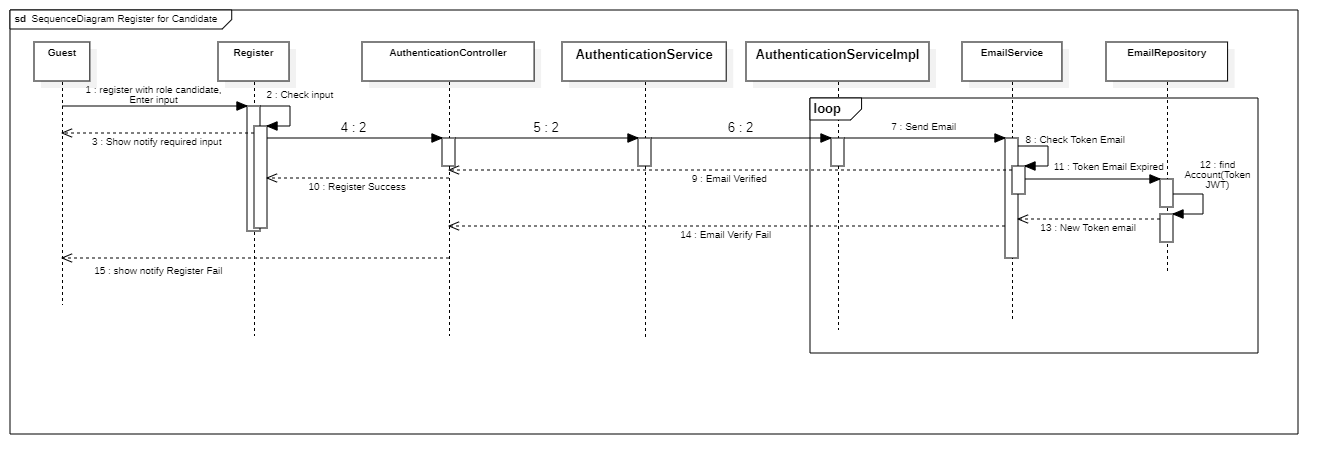 sd SequenceDiagram Register for Candidate
Guest
Register
AuthenticationController
AuthenticationService
AuthenticationServiceImpl
EmailService
EmailRepository
1 : register with role candidate,
Enter input
2 : Check input
loop
3 : Show notify required input
4 : 2
5 : 2
6 : 2
7 : Send Email
8 : Check Token Email
9 : Email Verified
10 : Register Success
11 : Token Email Expired
12 : find
Account(Token
JWT)
13 : New Token email
14 : Email Verify Fail
15 : show notify Register Fail